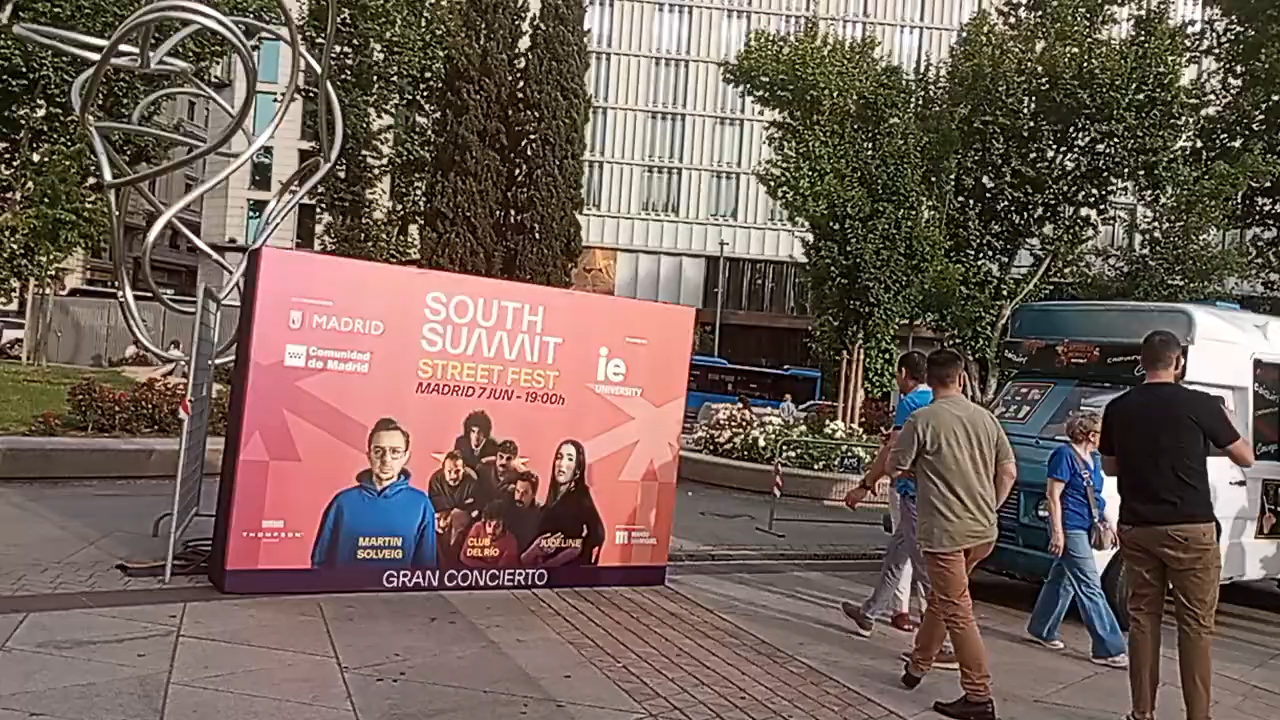 MADRID
Comunidad
de Madrid
SOUTH
SUMMIT
STREET FEST
MADRID 7 JUN - 19:00h
ie
UNIVERSITY
MARTIN
SOLVEIG
CLUB
DEL RÍO
JUDELINE
THOMPSON
GRAN CONCIERTO